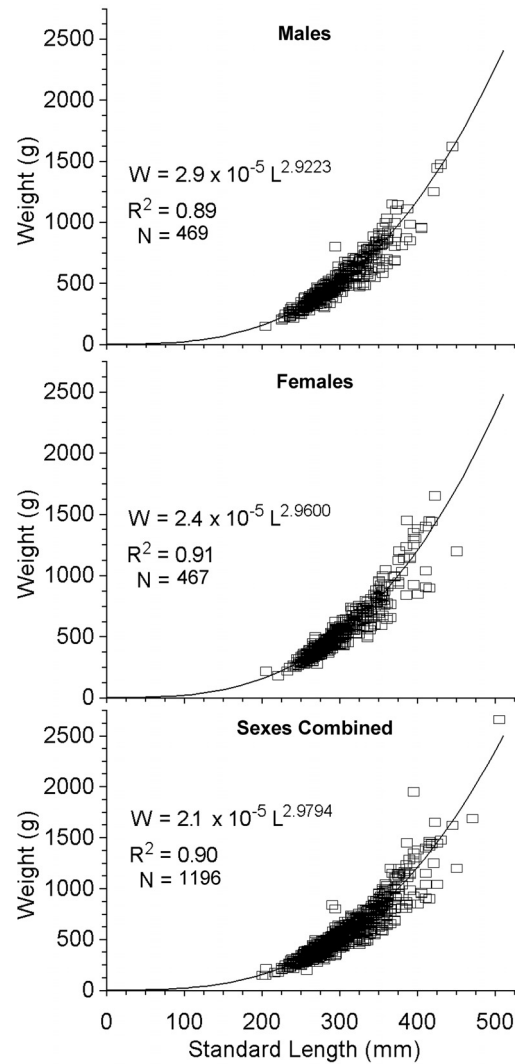 Males
2500
2000
1500
1000
500
0
Weight (g)
W = 2.9 x 10-5 L2.9223
R2 = 0.89
N = 469
Females
2500
2000
1500
1000
500
0
Weight (g)
W = 2.4 x 10-5 L2.9600
R2 = 0.91
N = 467
Sexes Combined
2500
2000
1500
1000
500
0
Weight (g)
W = 2.1 x 10-5 L2.9794
R2 = 0.90
N = 1196
0 100 200 300 400 500
Standard Length (mm)